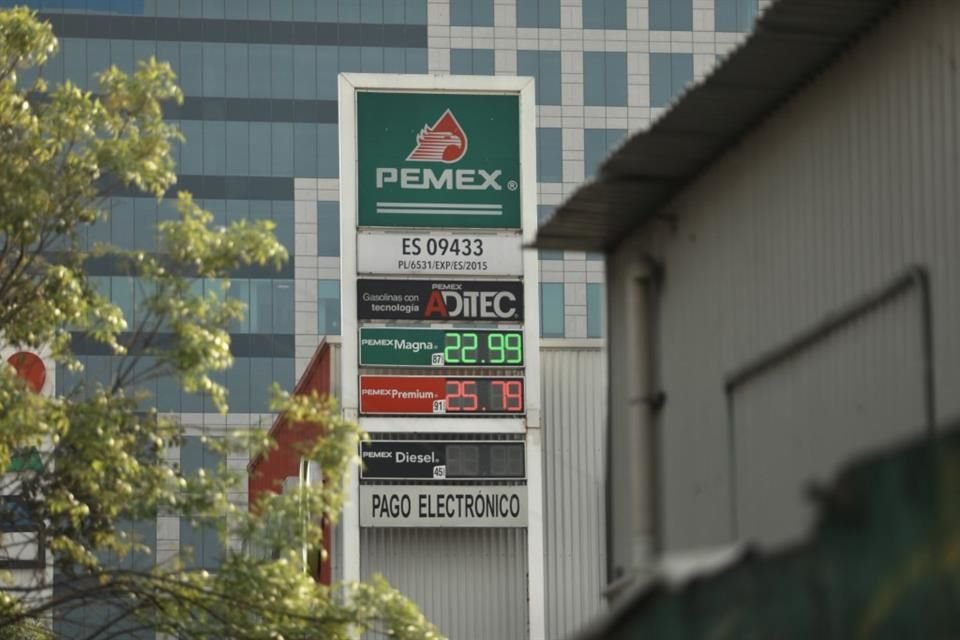 PEMEX®
ES 09433
PL/6531/EXP/ES/2015
Gasolinas con tecnología
PEMEX
ADITEC
PEMEX Magna® 87 22.99
PEMEX Premium® 91 25.79
PEMEX Diesel® 45
PAGO ELECTRÓNICO